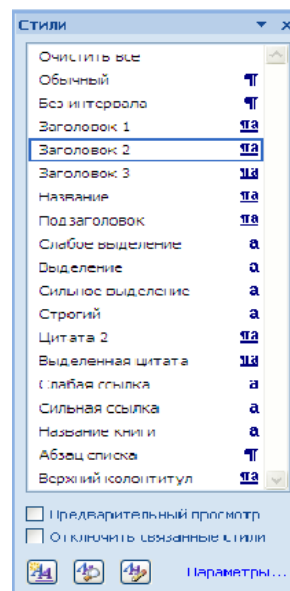 Стили
Очистить все
Обычный ¶
Без интервала ¶
Заголовок 1 ¶a
Заголовок 2 ¶a
Заголовок 3 ¶a
Название ¶a
Подзаголовок ¶a
Слабое выделение a
Выделение a
Сильное выделение a
Строгий a
Цитата 2 ¶a
Выделенная цитата ¶a
Слабая ссылка a
Сильная ссылка a
Название книги a
Абзац списка ¶
Верхний колонтитул ¶a
Предварительный просмотр
Отключить связанные стили
Параметры...